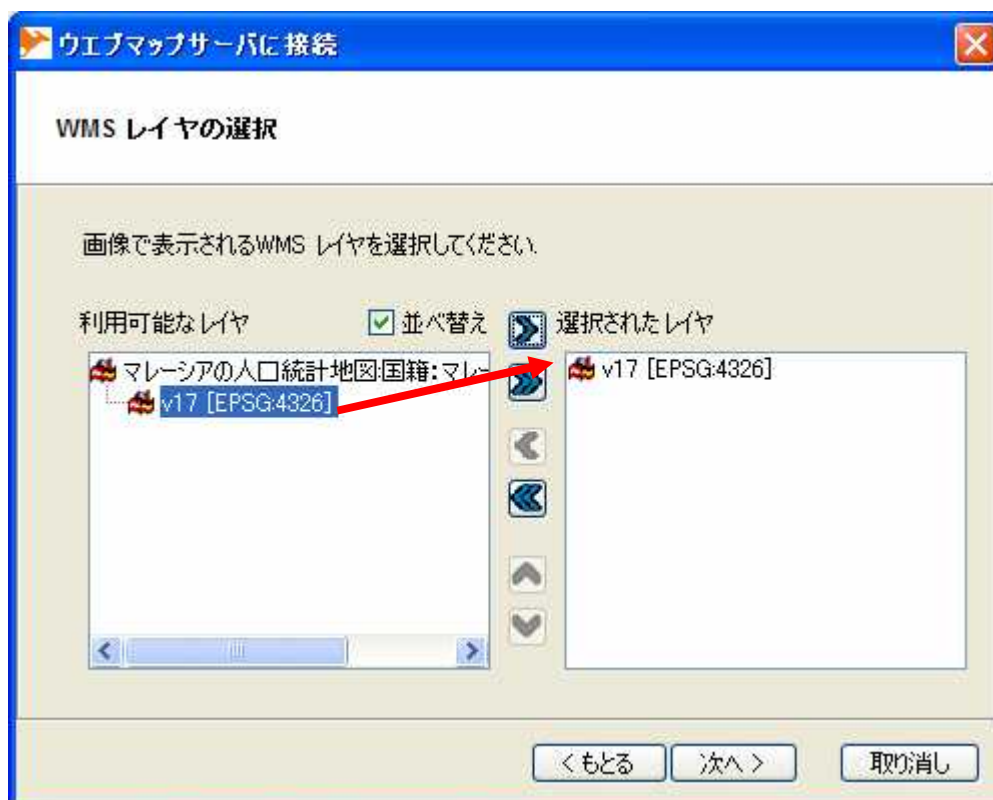 ウエブマップサーバに接続
WMS レイヤの選択
画像で表示されるWMS レイヤを選択してください
利用可能なレイヤ
並べ替え
選択されたレイヤ
マレーシアの人口統計地図:国籍:マレー
v17 [EPSG:4326]
v17 [EPSG:4326]
< もとる
次へ >
取り消し